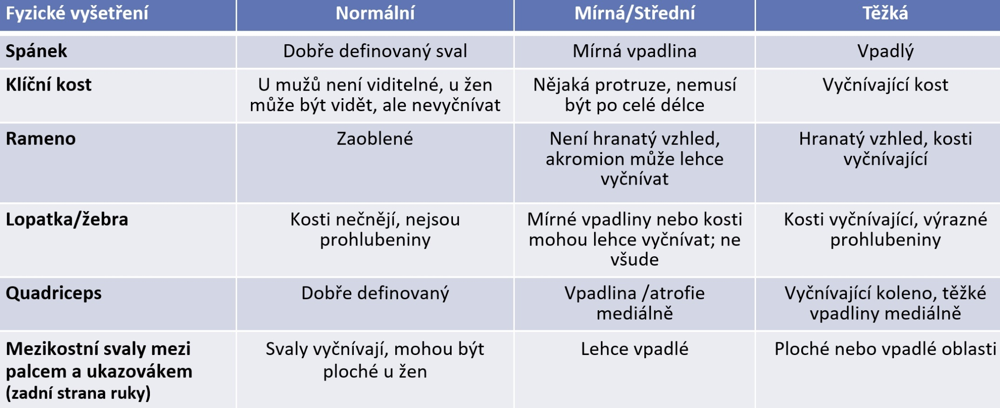 Fyzické vyšetření
Normální
Mírná/Střední
Těžká
Spánek
Dobře definovaný sval
Mírná vpadlina
Vpadlý
Klíční kost
U mužů není viditelné, u žen
může být vidět, ale nevyčnívat
Nějaká protruze, nemusí
být po celé délce
Vyčnívající kost
Rameno
Zaoblené
Není hranatý vzhled,
akromion může lehce
vyčnívat
Hranatý vzhled, kosti
vyčnívající
Lopatka/žebra
Kosti nečnějí, nejsou
prohlubeniny
Mírné vpadliny nebo kosti
mohou lehce vyčnívat; ne
všude
Kosti vyčnívající, výrazné
prohlubeniny
Quadriceps
Dobře definovaný
Vpadlina /atrofie
mediálně
Vyčnívající koleno, těžké
vpadliny mediálně
Mezikostní svaly mezi
palcem a ukazovákem
(zadní strana ruky)
Svaly vyčnívají, mohou být
ploché u žen
Lehce vpadlé
Ploché nebo vpadlé oblasti